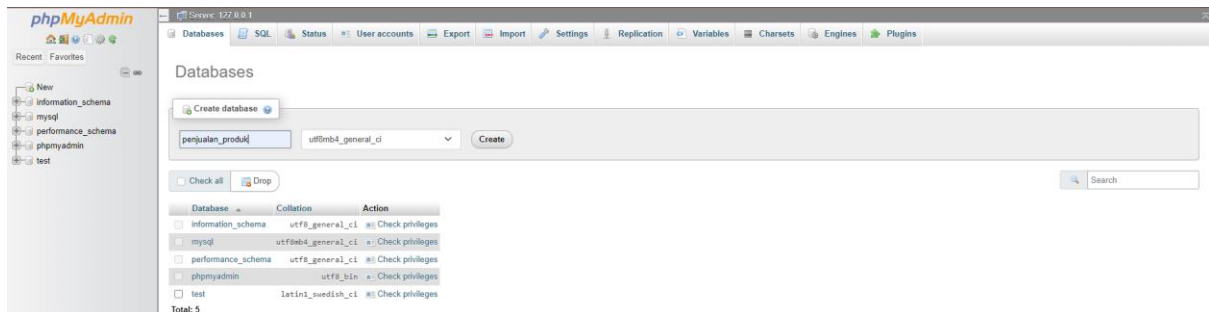 phpMyAdmin
Server: 127.0.0.1
Databases SQL Status User accounts Export Import Settings Replication Variables Charsets Engines Plugins
Recent Favorites
New
information_schema
mysql
performance_schema
phpmyadmin
test
Databases
Create database
penjualan_produk utf8mb4_general_ci Create
Check all Drop Search
Database Collation Action
information_schema utf8_general_ci Check privileges
mysql utf8mb4_general_ci Check privileges
performance_schema utf8_general_ci Check privileges
phpmyadmin utf8_bin Check privileges
test latin1_swedish_ci Check privileges
Total: 5